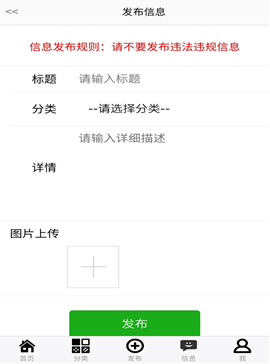 << 发布信息
信息发布规则：请不要发布违法违规信息
标题 请输入标题
分类 --请选择分类--
请输入详细描述
详情
图片上传
发布
首页 分类 发布 信息 我